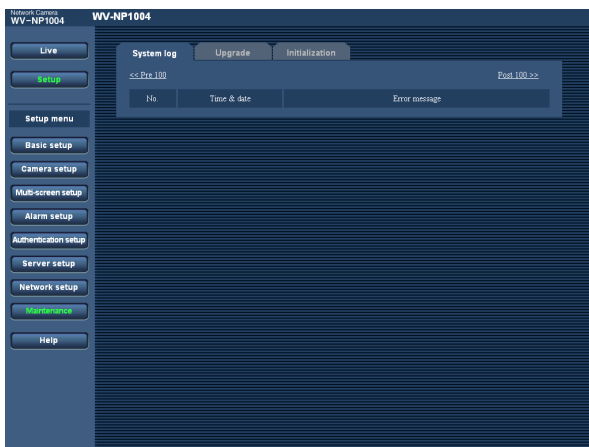 Network Camera
WV-NP1004
WV-NP1004
Live
Setup
Setup menu
Basic setup
Camera setup
Multi-screen setup
Alarm setup
Authentication setup
Server setup
Network setup
Maintenance
Help
System log Upgrade Initialization
<< Pre 100 Post 100 >>
No. Time & date Error message